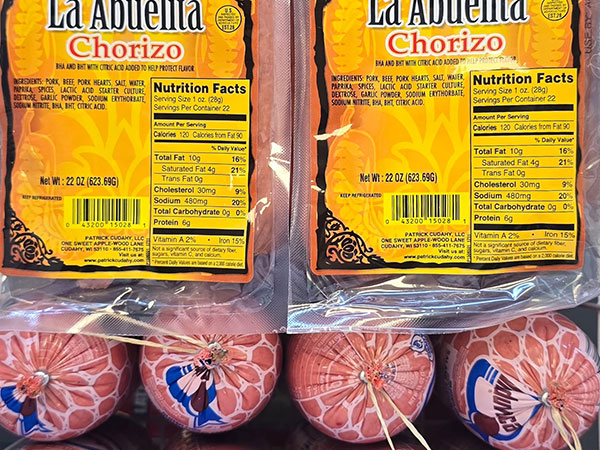 La Abuelita
Chorizo
BHA AND BHT WITH CITRIC ACID ADDED TO HELP PROTECT FLAVOR
INGREDIENTS: PORK, BEEF, PORK HEARTS, SALT, WATER,
PAPRIKA, SPICES, LACTIC ACID STARTER CULTURE,
DEXTROSE, GARLIC POWDER, SODIUM ERYTHORBATE,
SODIUM NITRITE, BHA, BHT, CITRIC ACID.
Nutrition Facts
Serving Size 1 oz. (28g)
Servings Per Container 22
Amount Per Serving
Calories 120 Calories from Fat 90
% Daily Value*
Total Fat 10g 16%
Saturated Fat 4g 21%
Trans Fat 0g
Cholesterol 30mg 9%
Sodium 480mg 20%
Total Carbohydrate 0g 0%
Protein 6g
Vitamin A 2% • Iron 15%
Not a significant source of dietary fiber,
sugars, vitamin C, and calcium.
* Percent Daily Values are based on a 2,000 calorie diet.
Net Wt: 22 OZ (623.69G)
KEEP REFRIGERATED
0 43200 15028 1
PATRICK CUDAHY, LLC
ONE SWEET APPLE-WOOD LANE
CUDAHY, WI 53110 • 855-411-7675
Visit us at:
www.patrickcudahy.com
EST.28
La Abuelita
Chorizo
BHA AND BHT WITH CITRIC ACID ADDED TO HELP PROTECT FLAVOR
INGREDIENTS: PORK, BEEF, PORK HEARTS, SALT, WATER,
PAPRIKA, SPICES, LACTIC ACID STARTER CULTURE,
DEXTROSE, GARLIC POWDER, SODIUM ERYTHORBATE,
SODIUM NITRITE, BHA, BHT, CITRIC ACID.
Nutrition Facts
Serving Size 1 oz. (28g)
Servings Per Container 22
Amount Per Serving
Calories 120 Calories from Fat 90
% Daily Value*
Total Fat 10g 16%
Saturated Fat 4g 21%
Trans Fat 0g
Cholesterol 30mg 9%
Sodium 480mg 20%
Total Carbohydrate 0g 0%
Protein 6g
Vitamin A 2% • Iron 15%
Not a significant source of dietary fiber,
sugars, vitamin C, and calcium.
* Percent Daily Values are based on a 2,000 calorie diet.
Net Wt: 22 OZ (623.69G)
KEEP REFRIGERATED
0 43200 15028 1
PATRICK CUDAHY, LLC
ONE SWEET APPLE-WOOD LANE
CUDAHY, WI 53110 • 855-411-7675
Visit us at:
www.patrickcudahy.com
EST.28